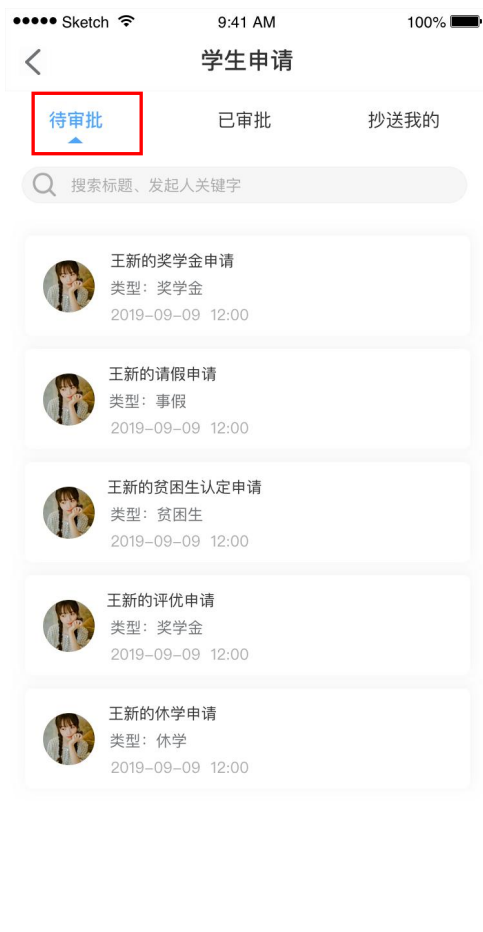 Sketch 9:41 AM 100%
学生申请
待审批 已审批 抄送我的
搜索标题、发起人关键字
王新的奖学金申请
类型：奖学金
2019-09-09 12:00
王新的请假申请
类型：事假
2019-09-09 12:00
王新的贫困生认定申请
类型：贫困生
2019-09-09 12:00
王新的评优申请
类型：奖学金
2019-09-09 12:00
王新的休学申请
类型：休学
2019-09-09 12:00